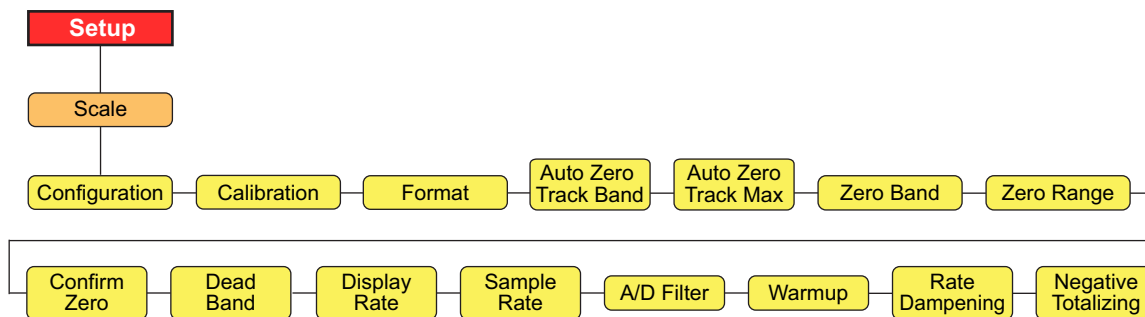 Setup
Scale
Configuration
Calibration
Format
Auto Zero
Track Band
Auto Zero
Track Max
Zero Band
Zero Range
Confirm
Zero
Dead
Band
Display
Rate
Sample
Rate
A/D Filter
Warmup
Rate
Dampening
Negative
Totalizing